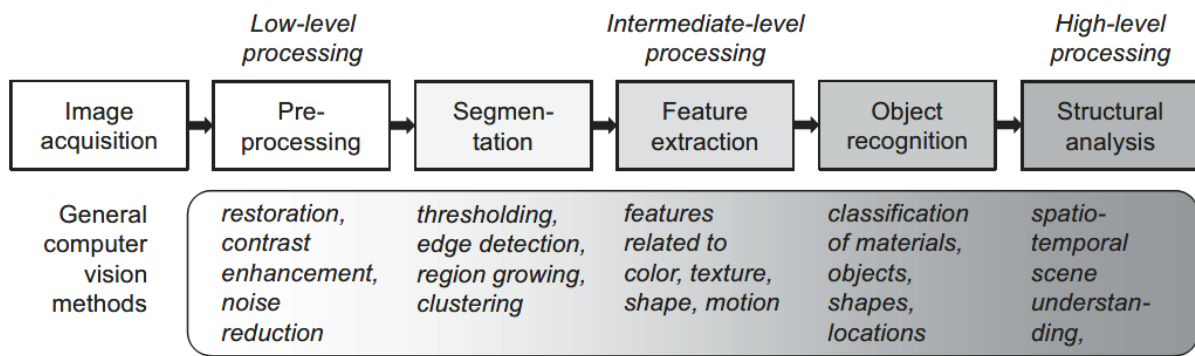 Low-level
processing
Intermediate-level
processing
High-level
processing
Image
acquisition
Pre-
processing
Segmen-
tation
Feature
extraction
Object
recognition
Structural
analysis
General
computer
vision
methods
restoration,
contrast
enhancement,
noise
reduction
thresholding,
edge detection,
region growing,
clustering
features
related to
color, texture,
shape, motion
classification
of materials,
objects,
shapes,
locations
spatio-
temporal
scene
understan-
ding,